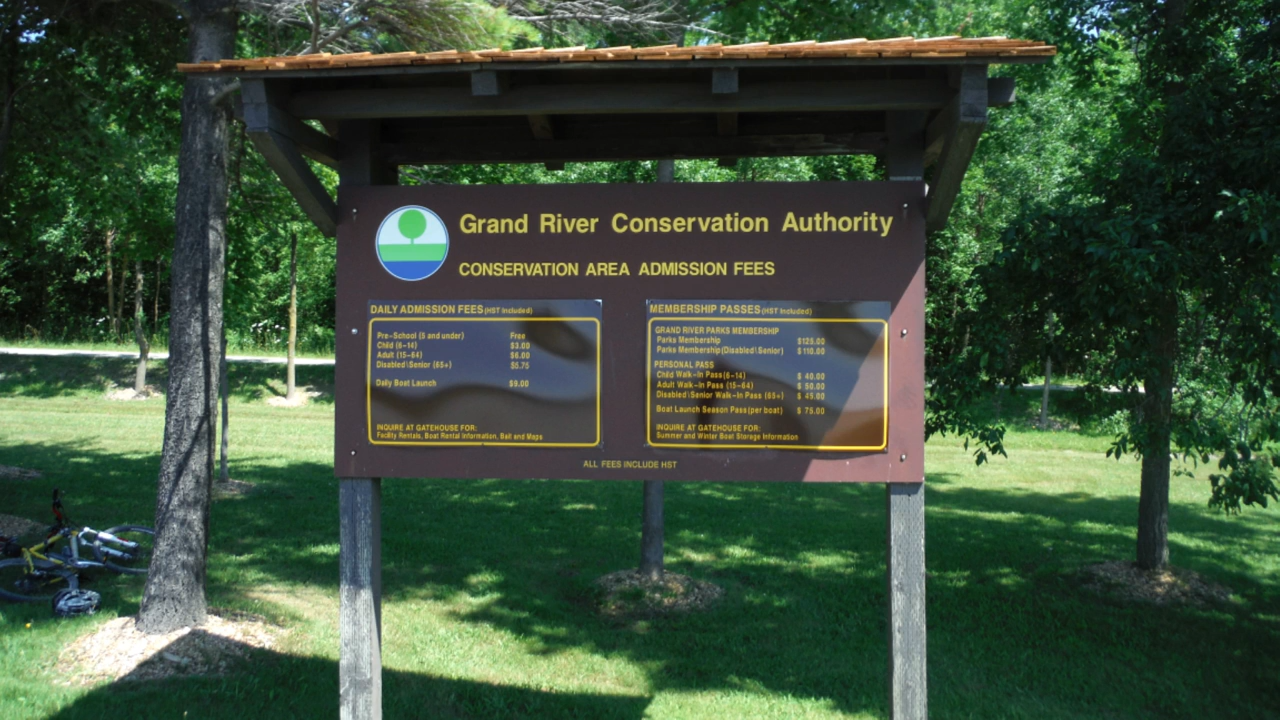 Grand River Conservation Authority
CONSERVATION AREA ADMISSION FEES
DAILY ADMISSION FEES (HST Included)
Pre-School (5 and under) Free
Child (6-14) $3.00
Adult (15-64) $6.00
Disabled\Senior (65+) $5.75
Daily Boat Launch $9.00
INQUIRE AT GATEHOUSE FOR:
Facility Rentals, Boat Rental Information, Bait and Maps
MEMBERSHIP PASSES (HST Included)
GRAND RIVER PARKS MEMBERSHIP
Parks Membership $125.00
Parks Membership (Disabled\Senior) $110.00
PERSONAL PASS
Child Walk-In Pass (6-14) $ 40.00
Adult Walk-In Pass (15-64) $ 50.00
Disabled\Senior Walk-In Pass (65+) $ 49.00
Boat Launch Season Pass (per boat) $ 75.00
INQUIRE AT GATEHOUSE FOR:
Summer and Winter Boat Storage Information
ALL FEES INCLUDE HST